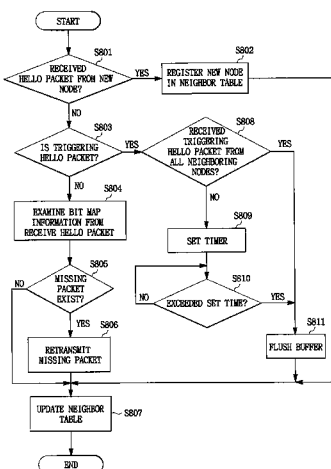 START
S801
RECEIVED
HELLO PACKET FROM NEW
NODE?
YES
S802
REGISTER NEW NODE
IN NEIGHBOR TABLE
NO
S803
IS TRIGGERING
HELLO PACKET?
YES
S808
RECEIVED
TRIGGERING
HELLO PACKET FROM
ALL NEIGHBORING
NODES?
YES
NO
S804
EXAMINE BIT MAP
INFORMATION FROM
RECEIVE HELLO PACKET
NO
S809
SET TIMER
S805
MISSING
PACKET
EXIST?
NO
YES
S810
EXCEEDED SET TIME?
NO
YES
S806
RETRANSMIT
MISSING PACKET
S811
FLUSH BUFFER
UPDATE NEIGHBOR
TABLE
S807
END